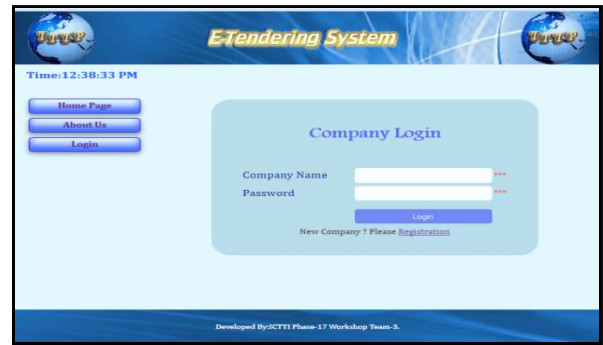 E-Tendering System
Time:12:38:33 PM
Home Page
About Us
Login
Company Login
Company Name ***
Password ***
Login
New Company ? Please Registration
Developed By:ICTTI Phase-17 Workshop Team-3.